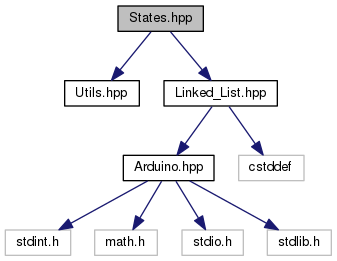 States.hpp
Utils.hpp
Linked_List.hpp
Arduino.hpp
cstddef
stdint.h
math.h
stdio.h
stdlib.h